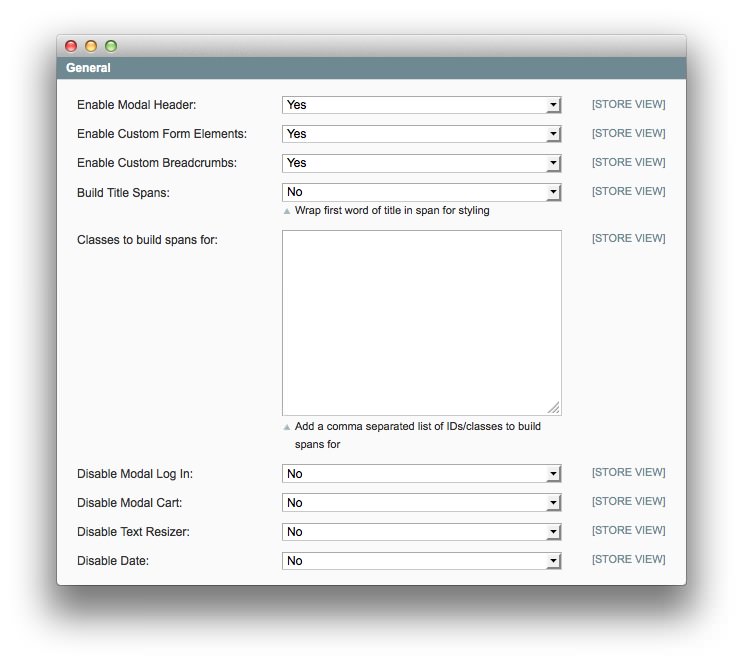 General
Enable Modal Header: Yes [STORE VIEW]
Enable Custom Form Elements: Yes [STORE VIEW]
Enable Custom Breadcrumbs: Yes [STORE VIEW]
Build Title Spans: No [STORE VIEW]
Wrap first word of title in span for styling
Classes to build spans for: [STORE VIEW]
Add a comma separated list of IDs/classes to build
spans for
Disable Modal Log In: No [STORE VIEW]
Disable Modal Cart: No [STORE VIEW]
Disable Text Resizer: No [STORE VIEW]
Disable Date: No [STORE VIEW]